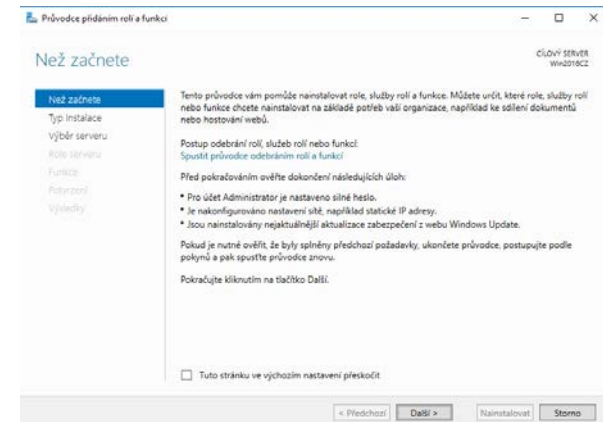 Průvodce přidáním rolí a funkcí
Než začnete
CÍLOVÝ SERVER
Win2016CZ
Než začnete
Typ instalace
Výběr serveru
Role serveru
Funkce
Potvrzení
Výsledky
Tento průvodce vám pomůže nainstalovat role, služby rolí a funkce. Můžete určit, které role, služby rolí
nebo funkce chcete nainstalovat na základě potřeb vaší organizace, například ke sdílení dokumentů
nebo hostování webů.
Postup odebrání rolí, služeb rolí nebo funkcí:
Spustit průvodce odebráním rolí a funkcí
Před pokračováním ověřte dokončení následujících úloh:
• Pro účet Administrator je nastaveno silné heslo.
• Je nakonfigurováno nastavení sítě, například statické IP adresy.
• Jsou nainstalovány nejaktuálnější aktualizace zabezpečení z webu Windows Update.
Pokud je nutné ověřit, že byly splněny předchozí požadavky, ukončete průvodce, postupujte podle
pokynů a pak spusťte průvodce znovu.
Pokračujte kliknutím na tlačítko Další.
Tuto stránku ve výchozím nastavení přeskočit
< Předchozí
Další >
Nainstalovat
Storno